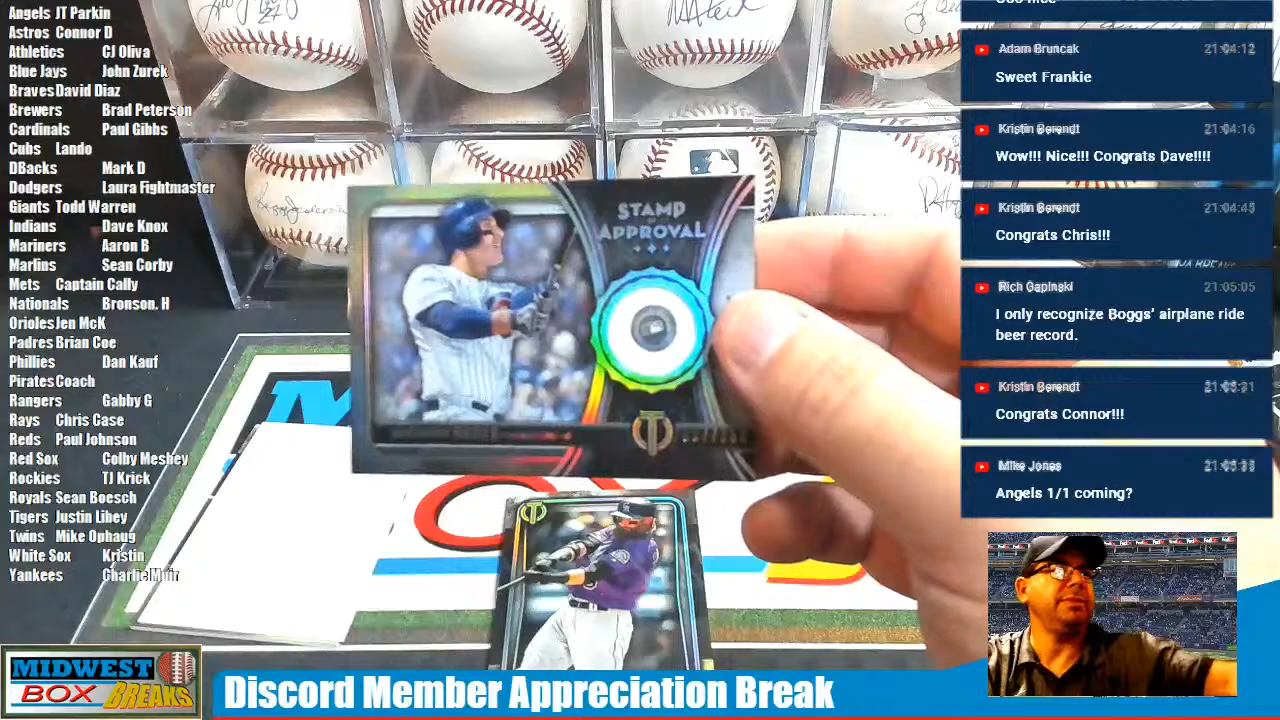 Angels JT Parkin
Astros Connor D
Athletics CJ Oliva
Blue Jays John Zurek
Braves David Diaz
Brewers Brad Peterson
Cardinals Paul Gibbs
Cubs Lando
DBacks Mark D
Dodgers Laura Fightmaster
Giants Todd Warren
Indians Dave Knox
Mariners Aaron B
Marlins Sean Corby
Mets Captain Cally
Nationals Bronson. H
Orioles Jen McK
Padres Brian Coe
Phillies Dan Kauf
Pirates Coach
Rangers Gabby G
Rays Chris Case
Reds Paul Johnson
Red Sox Colby Meshey
Rockies TJ Krick
Royals Sean Boesch
Tigers Justin Libey
Twins Mike Ophaug
White Sox Kristin
Yankees Charlie Muir
STAMP
OF
APPROVAL
Adam Bruncak 21:04:12
Sweet Frankie
Kristin Berendt 21:04:16
Wow!!! Nice!!! Congrats Dave!!!!
Kristin Berendt 21:04:45
Congrats Chris!!!
Rich Gapinski 21:05:05
I only recognize Boggs' airplane ride
beer record.
Kristin Berendt
Congrats Connor!!!
Mike Jones
Angels 1/1 coming?
MIDWEST
BOX BREAKS
Discord Member Appreciation Break